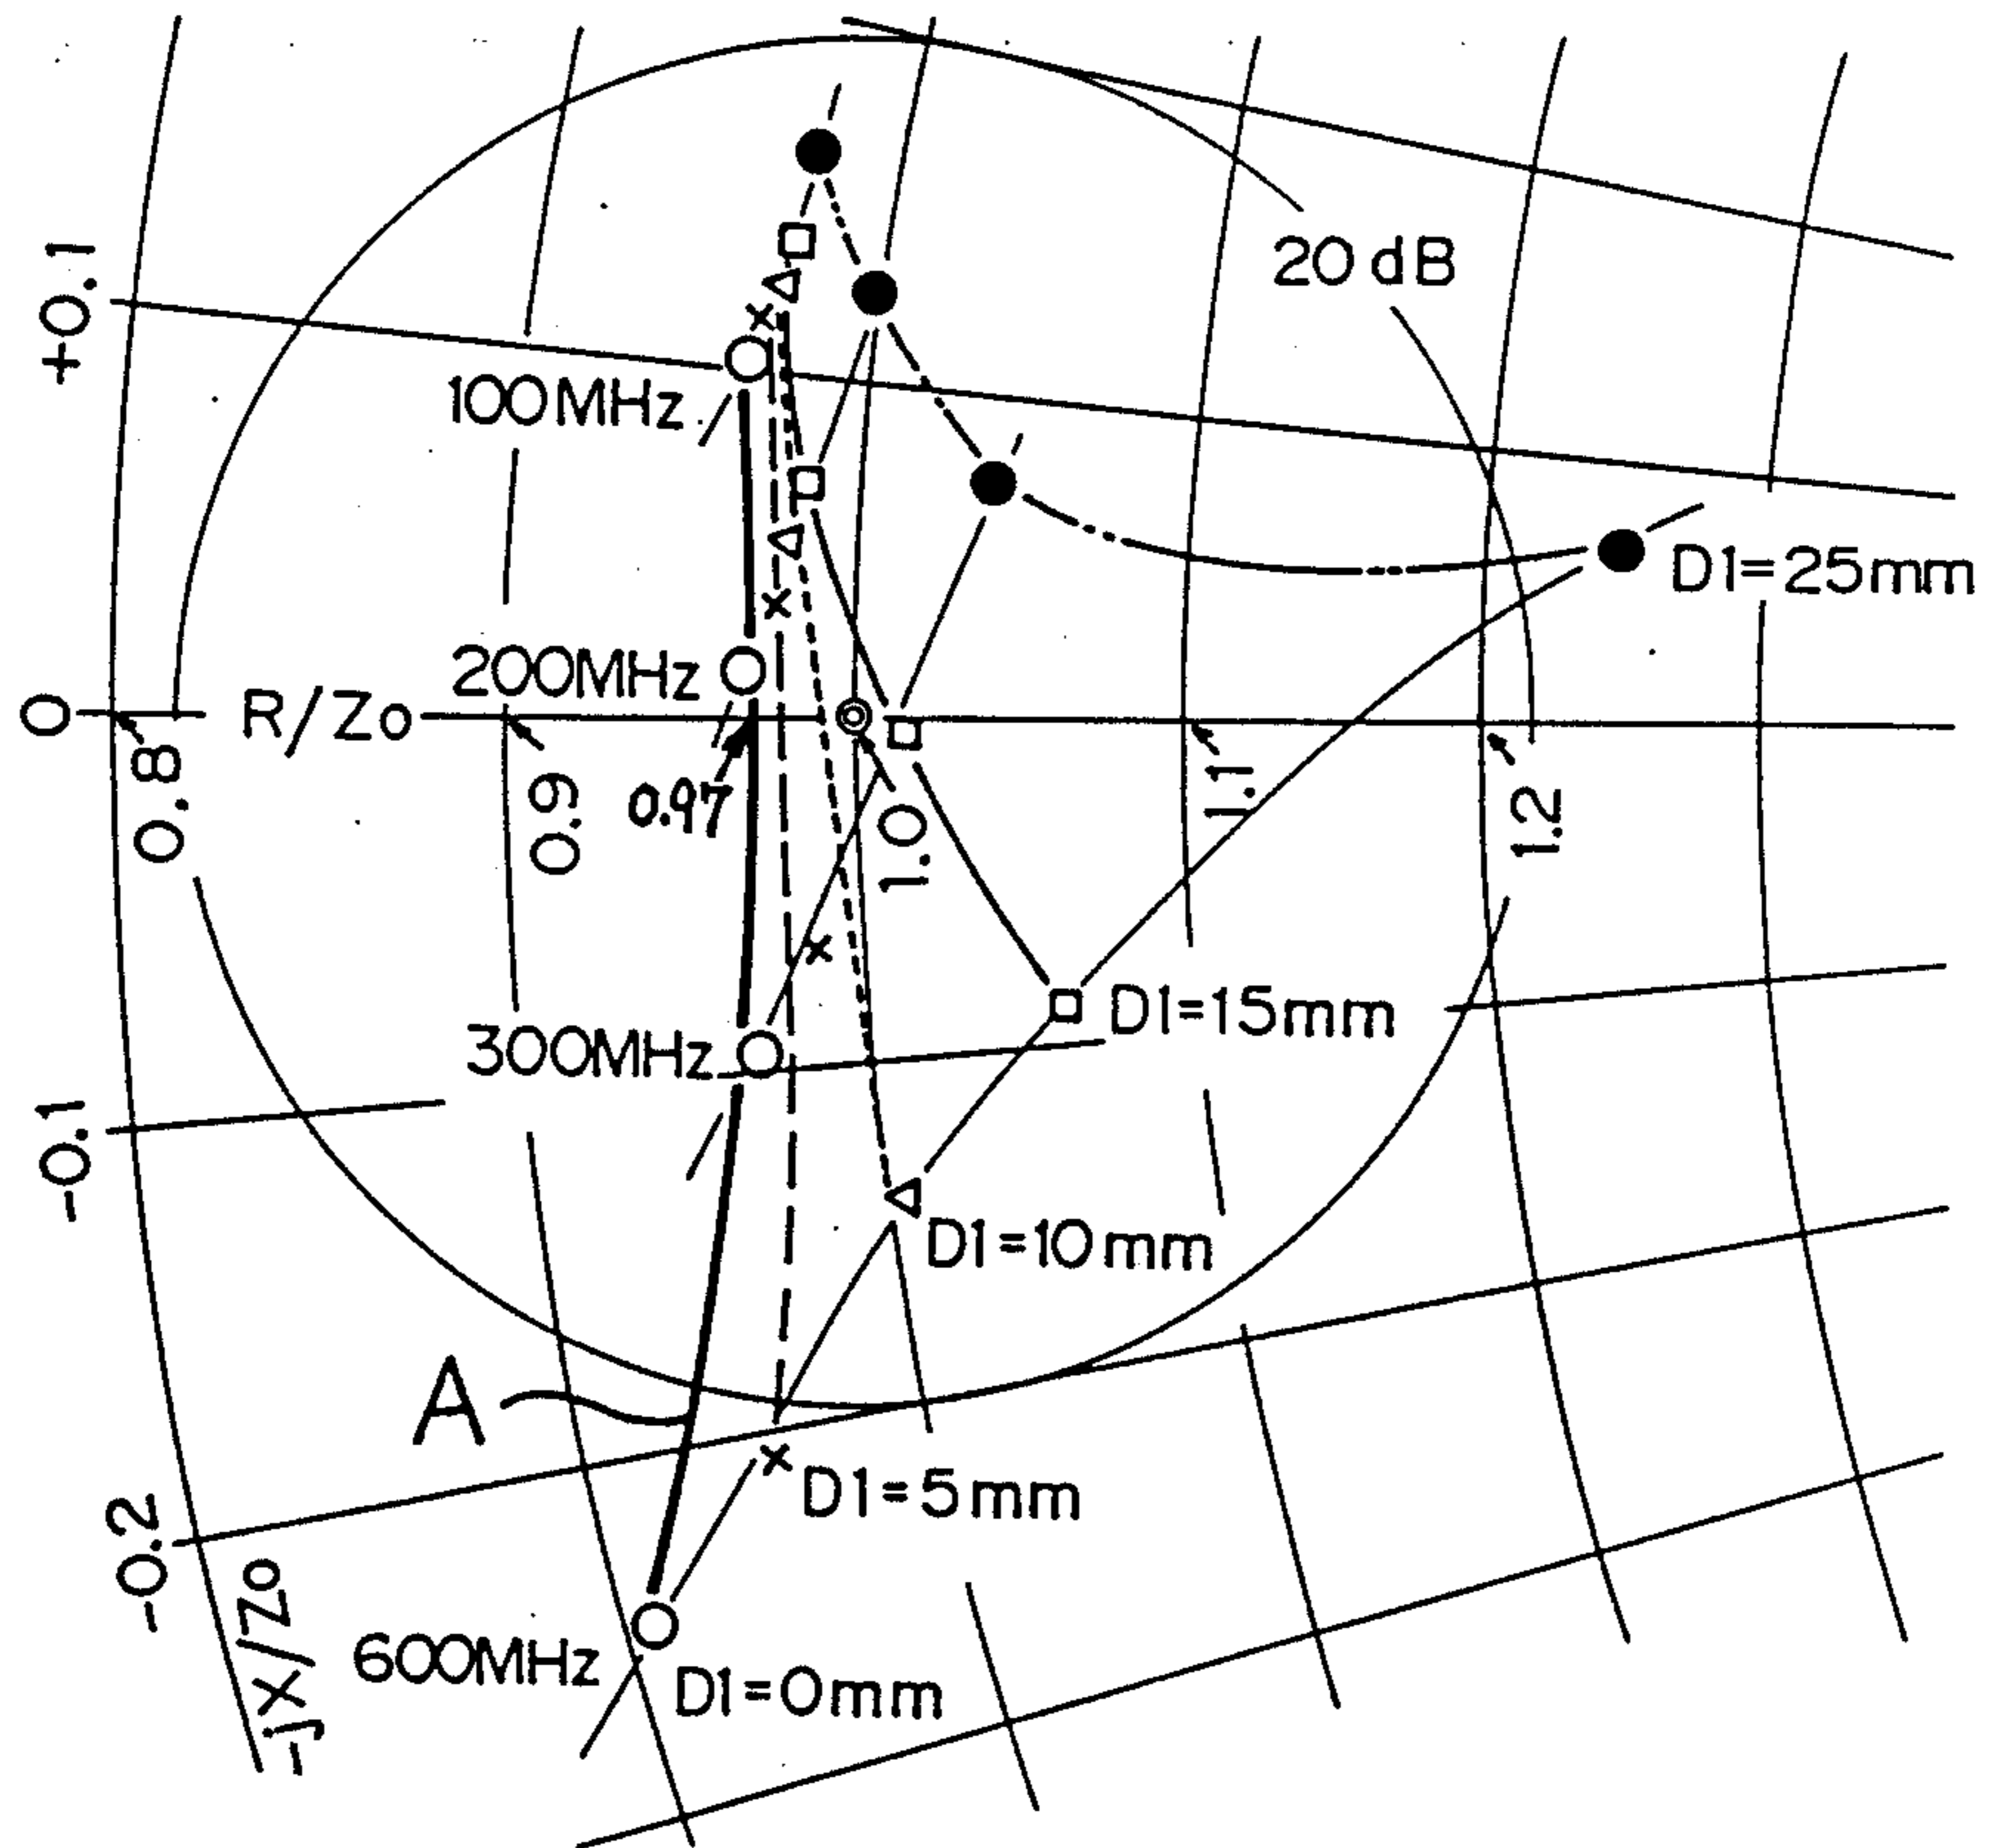 20 dB
+0.1
100MHz
D1=25mm
200MHz
0
R/Zo
0.8
0.9
0.97
1.0
1.1
1.2
300MHz
D1=15mm
-0.1
D1=10mm
A
D1=5mm
-0.2
-jX/Zo
600MHz
D1=0mm